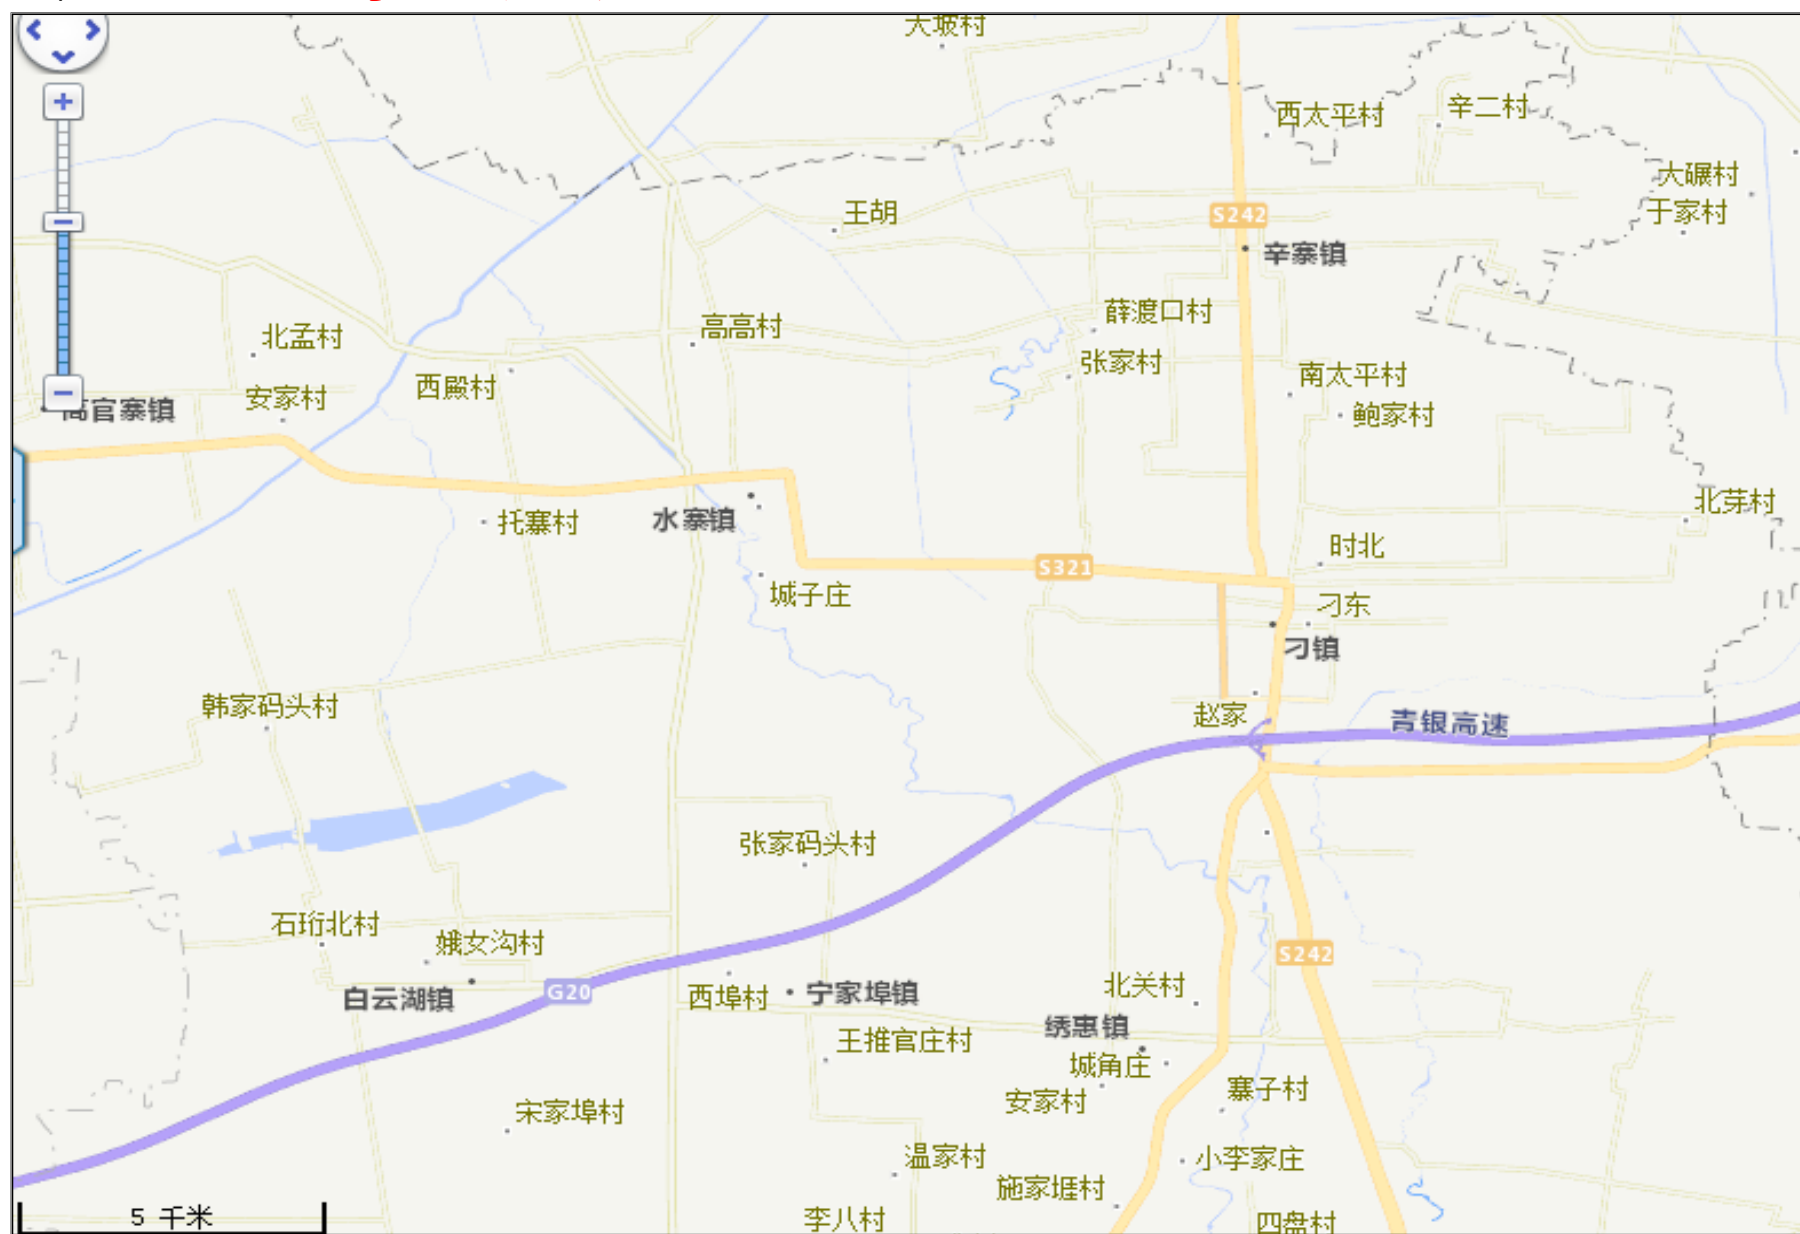 大坡村
西太平村
辛二村
大碾村
于家村
王胡
S242
辛寨镇
薛渡口村
高高村
北孟村
张家村
南太平村
西殿村
安家村
高官寨镇
鲍家村
北芽村
托寨村
水寨镇
时北
S321
城子庄
刁东
刁镇
韩家码头村
赵家
青银高速
张家码头村
石珩北村
娥女沟村
S242
北关村
白云湖镇
G20
西埠村
宁家埠镇
绣惠镇
王推官庄村
城角庄
寨子村
安家村
宋家埠村
温家村
小李家庄
施家堐村
5 千米
李八村
四盘村